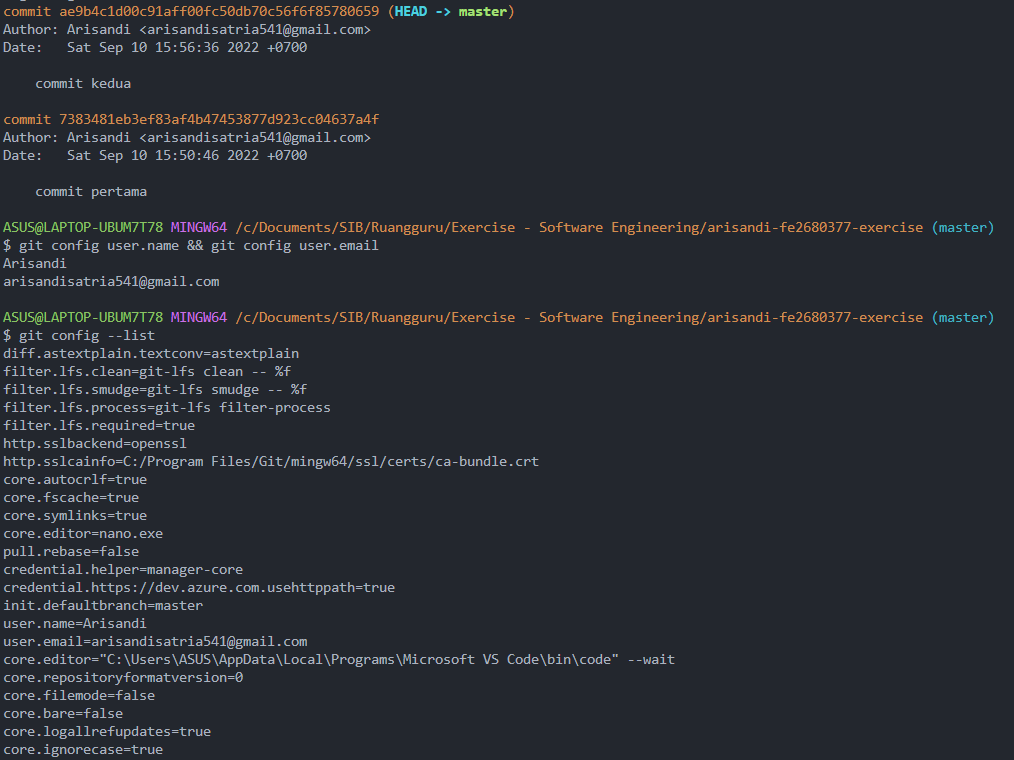 commit ae9b4c1d00c91aff00fc50db70c56f6f85780659 (HEAD -> master)
Author: Arisandi <arisandisatria541@gmail.com>
Date:   Sat Sep 10 15:56:36 2022 +0700
    commit kedua
commit 7383481eb3ef83af4b47453877d923cc04637a4f
Author: Arisandi <arisandisatria541@gmail.com>
Date:   Sat Sep 10 15:50:46 2022 +0700
    commit pertama
ASUS@LAPTOP-UBUM7T78 MINGW64 /c/Documents/SIB/Ruangguru/Exercise - Software Engineering/arisandi-fe2680377-exercise (master)
$ git config user.name && git config user.email
Arisandi
arisandisatria541@gmail.com
ASUS@LAPTOP-UBUM7T78 MINGW64 /c/Documents/SIB/Ruangguru/Exercise - Software Engineering/arisandi-fe2680377-exercise (master)
$ git config --list
diff.astextplain.textconv=astextplain
filter.lfs.clean=git-lfs clean -- %f
filter.lfs.smudge=git-lfs smudge -- %f
filter.lfs.process=git-lfs filter-process
filter.lfs.required=true
http.sslbackend=openssl
http.sslcainfo=C:/Program Files/Git/mingw64/ssl/certs/ca-bundle.crt
core.autocrlf=true
core.fscache=true
core.symlinks=true
core.editor=nano.exe
pull.rebase=false
credential.helper=manager-core
credential.https://dev.azure.com.usehttppath=true
init.defaultbranch=master
user.name=Arisandi
user.email=arisandisatria541@gmail.com
core.editor="C:\Users\ASUS\AppData\Local\Programs\Microsoft VS Code\bin\code" --wait
core.repositoryformatversion=0
core.filemode=false
core.bare=false
core.logallrefupdates=true
core.ignorecase=true